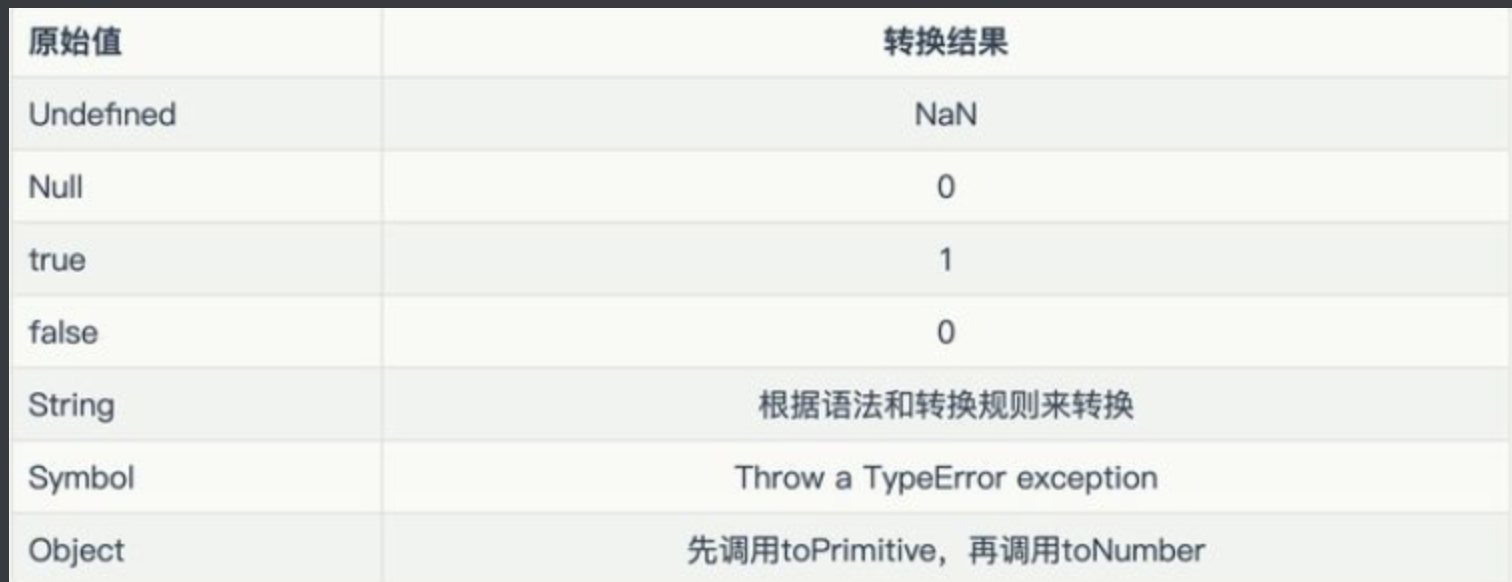 原始值 转换结果
Undefined NaN
Null 0
true 1
false 0
String 根据语法和转换规则来转换
Symbol Throw a TypeError exception
Object 先调用toPrimitive，再调用toNumber